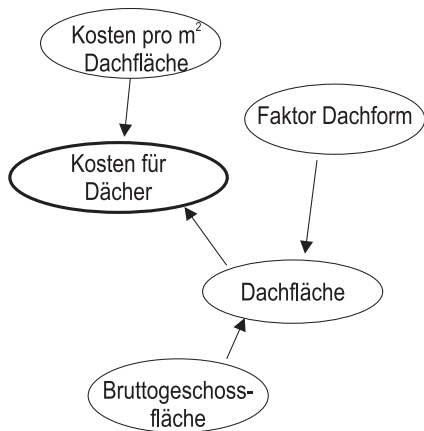 Kosten pro m²
Dachfläche
Faktor Dachform
Kosten für
Dächer
Dachfläche
Bruttogeschoss-
fläche